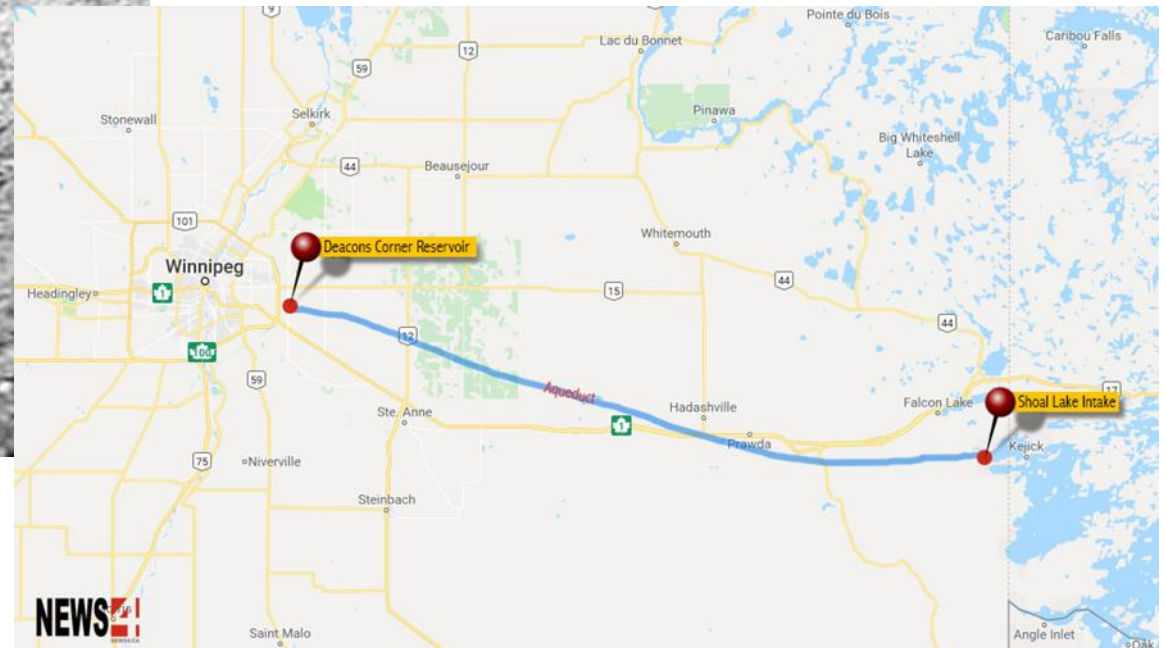 9
Pointe du Bois
Lac du Bonnet
Caribou Falls
12
59
Selkirk
Stonewall
Pinawa
Big Whiteshell
Lake
44
Beausejour
101
Whitemouth
Deacons Corner Reservoir
Winnipeg
Headingley
1
15
44
44
12
100
59
Aqueduct
17
Hadashville
Falcon Lake
Shoal Lake Intake
Ste. Anne
1
Prawda
Kejick
75
Niverville
Steinbach
NEWS 4
Saint Malo
Angle Inlet